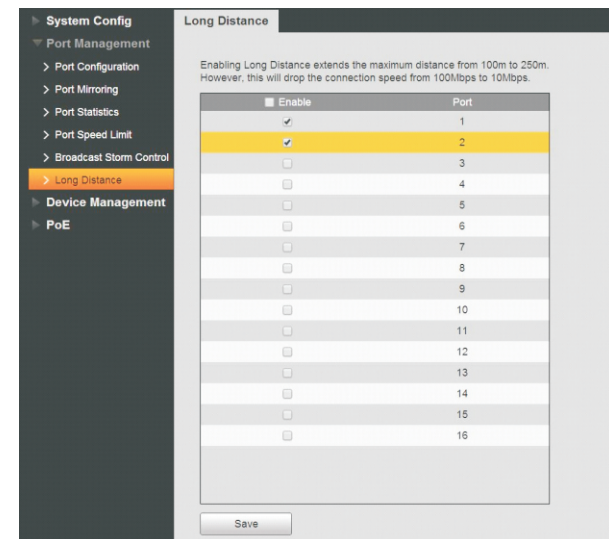 System Config
Port Management
Port Configuration
Port Mirroring
Port Statistics
Port Speed Limit
Broadcast Storm Control
Long Distance
Device Management
PoE
Long Distance
Enabling Long Distance extends the maximum distance from 100m to 250m.
However, this will drop the connection speed from 100Mbps to 10Mbps.
Enable Port
1
2
3
4
5
6
7
8
9
10
11
12
13
14
15
16
Save